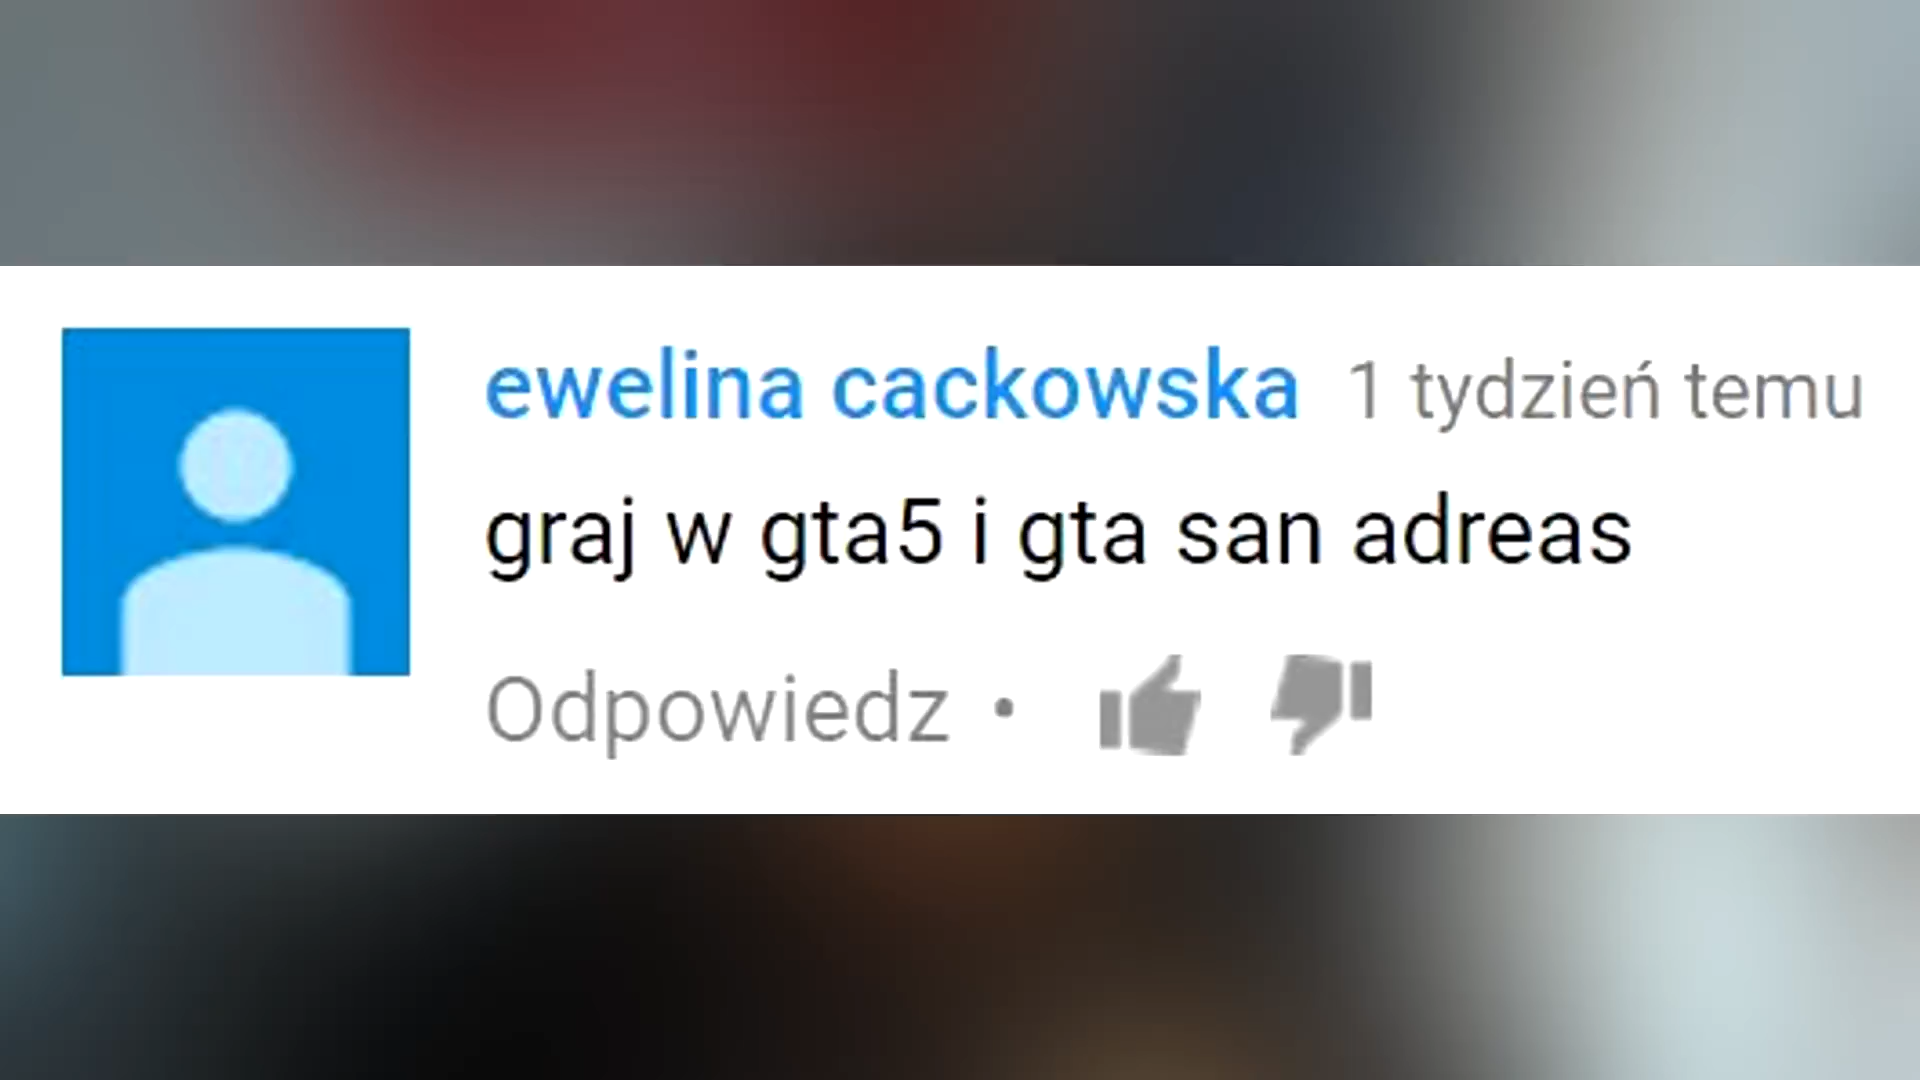 ewelina cackowska 1 tydzień temu
graj w gta5 i gta san adreas
Odpowiedz •